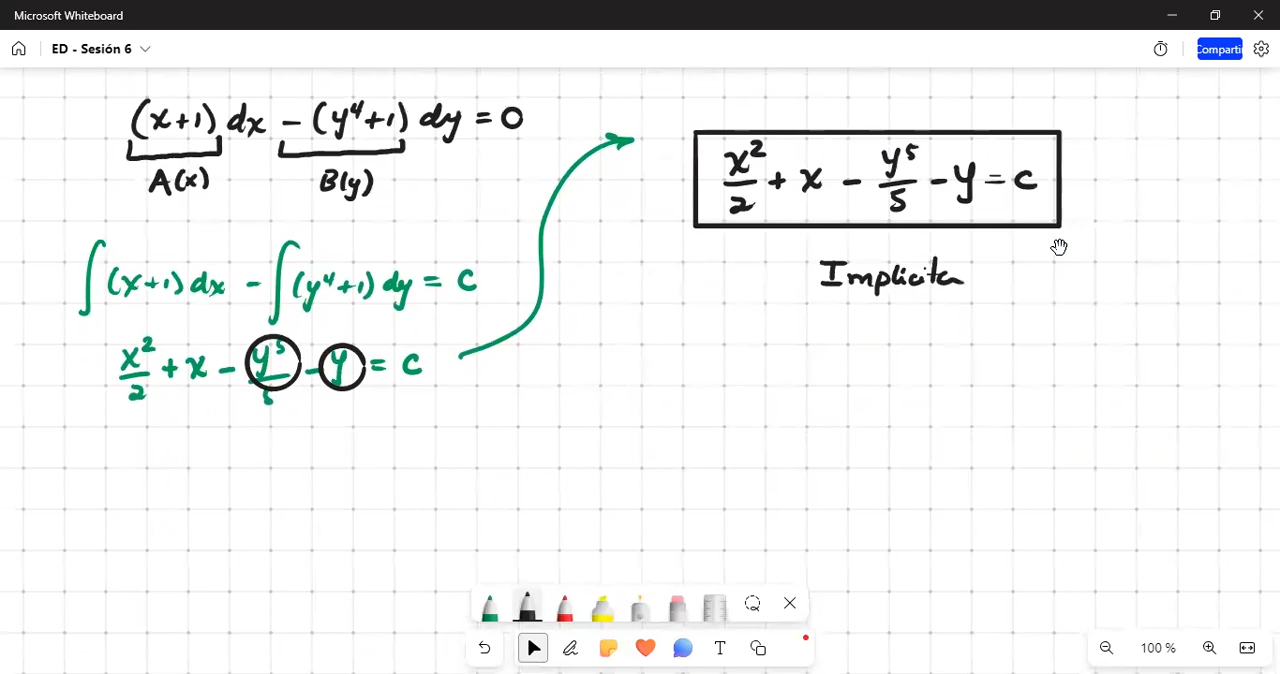 Microsoft Whiteboard
ED - Sesión 6
Comparti
(x+1) dx - (y⁴+1) dy = 0
A(x) B(y)
∫(x+1) dx - ∫(y⁴+1) dy = C
x²/2 + x - y⁵/5 - y = C
x²/2 + x - y⁵/5 - y = C
Implicita
100 %